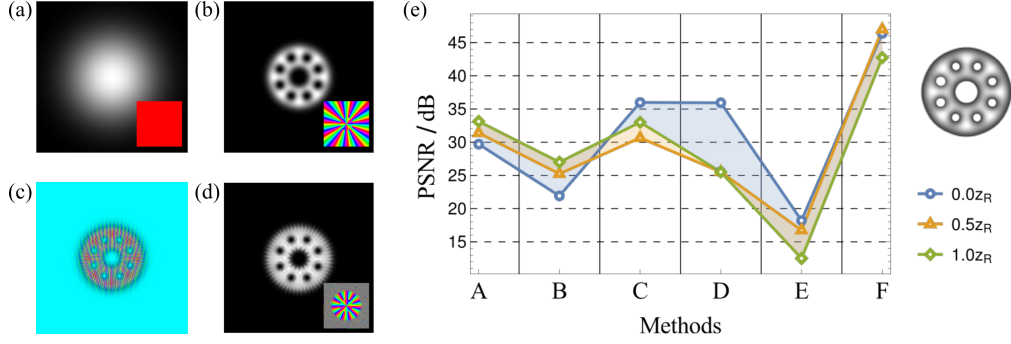 (a)
(b)
(c)
(d)
(e)
PSNR / dB
45
40
35
30
25
20
15
A B C D E F
Methods
0.0zR
0.5zR
1.0zR